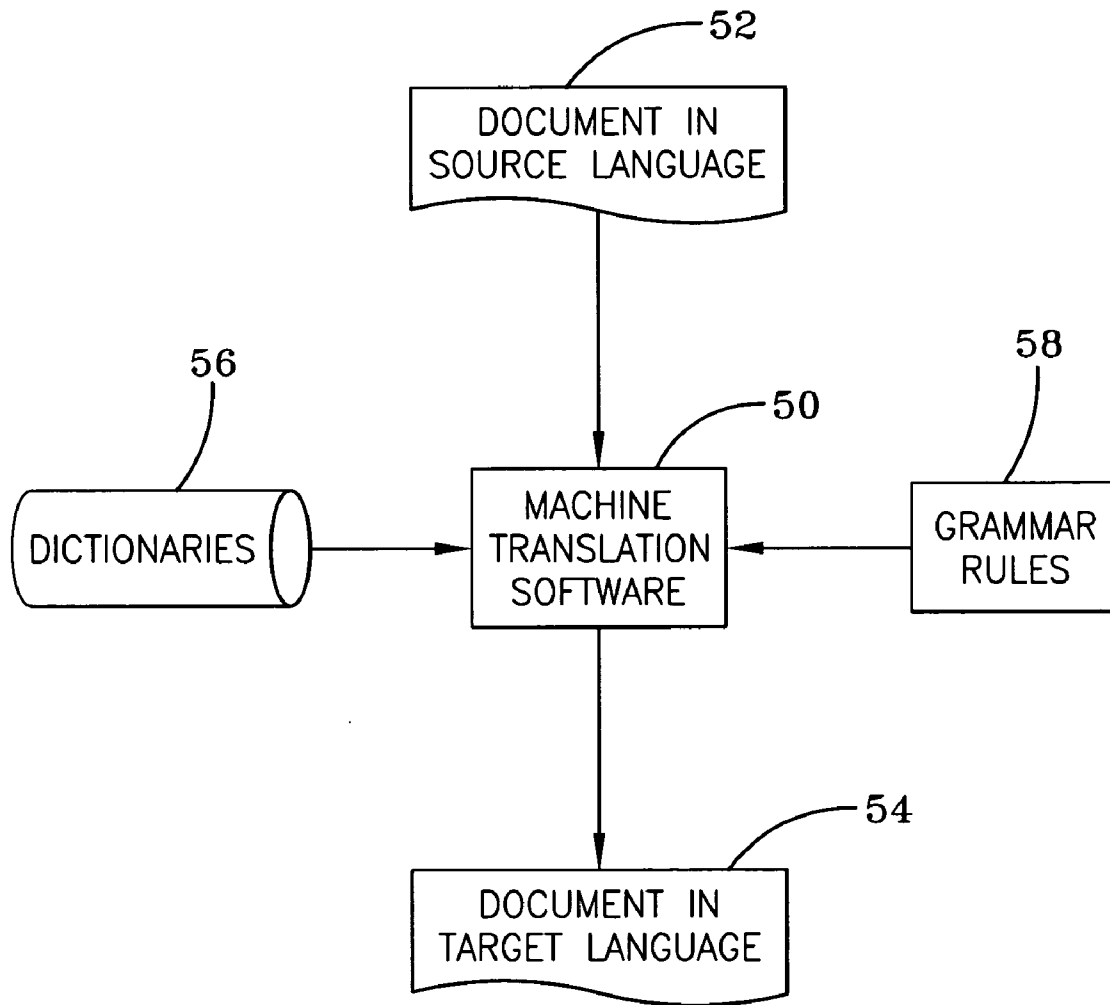 52
DOCUMENT IN
SOURCE LANGUAGE
56
58
50
DICTIONARIES
MACHINE
TRANSLATION
SOFTWARE
GRAMMAR
RULES
54
DOCUMENT IN
TARGET LANGUAGE